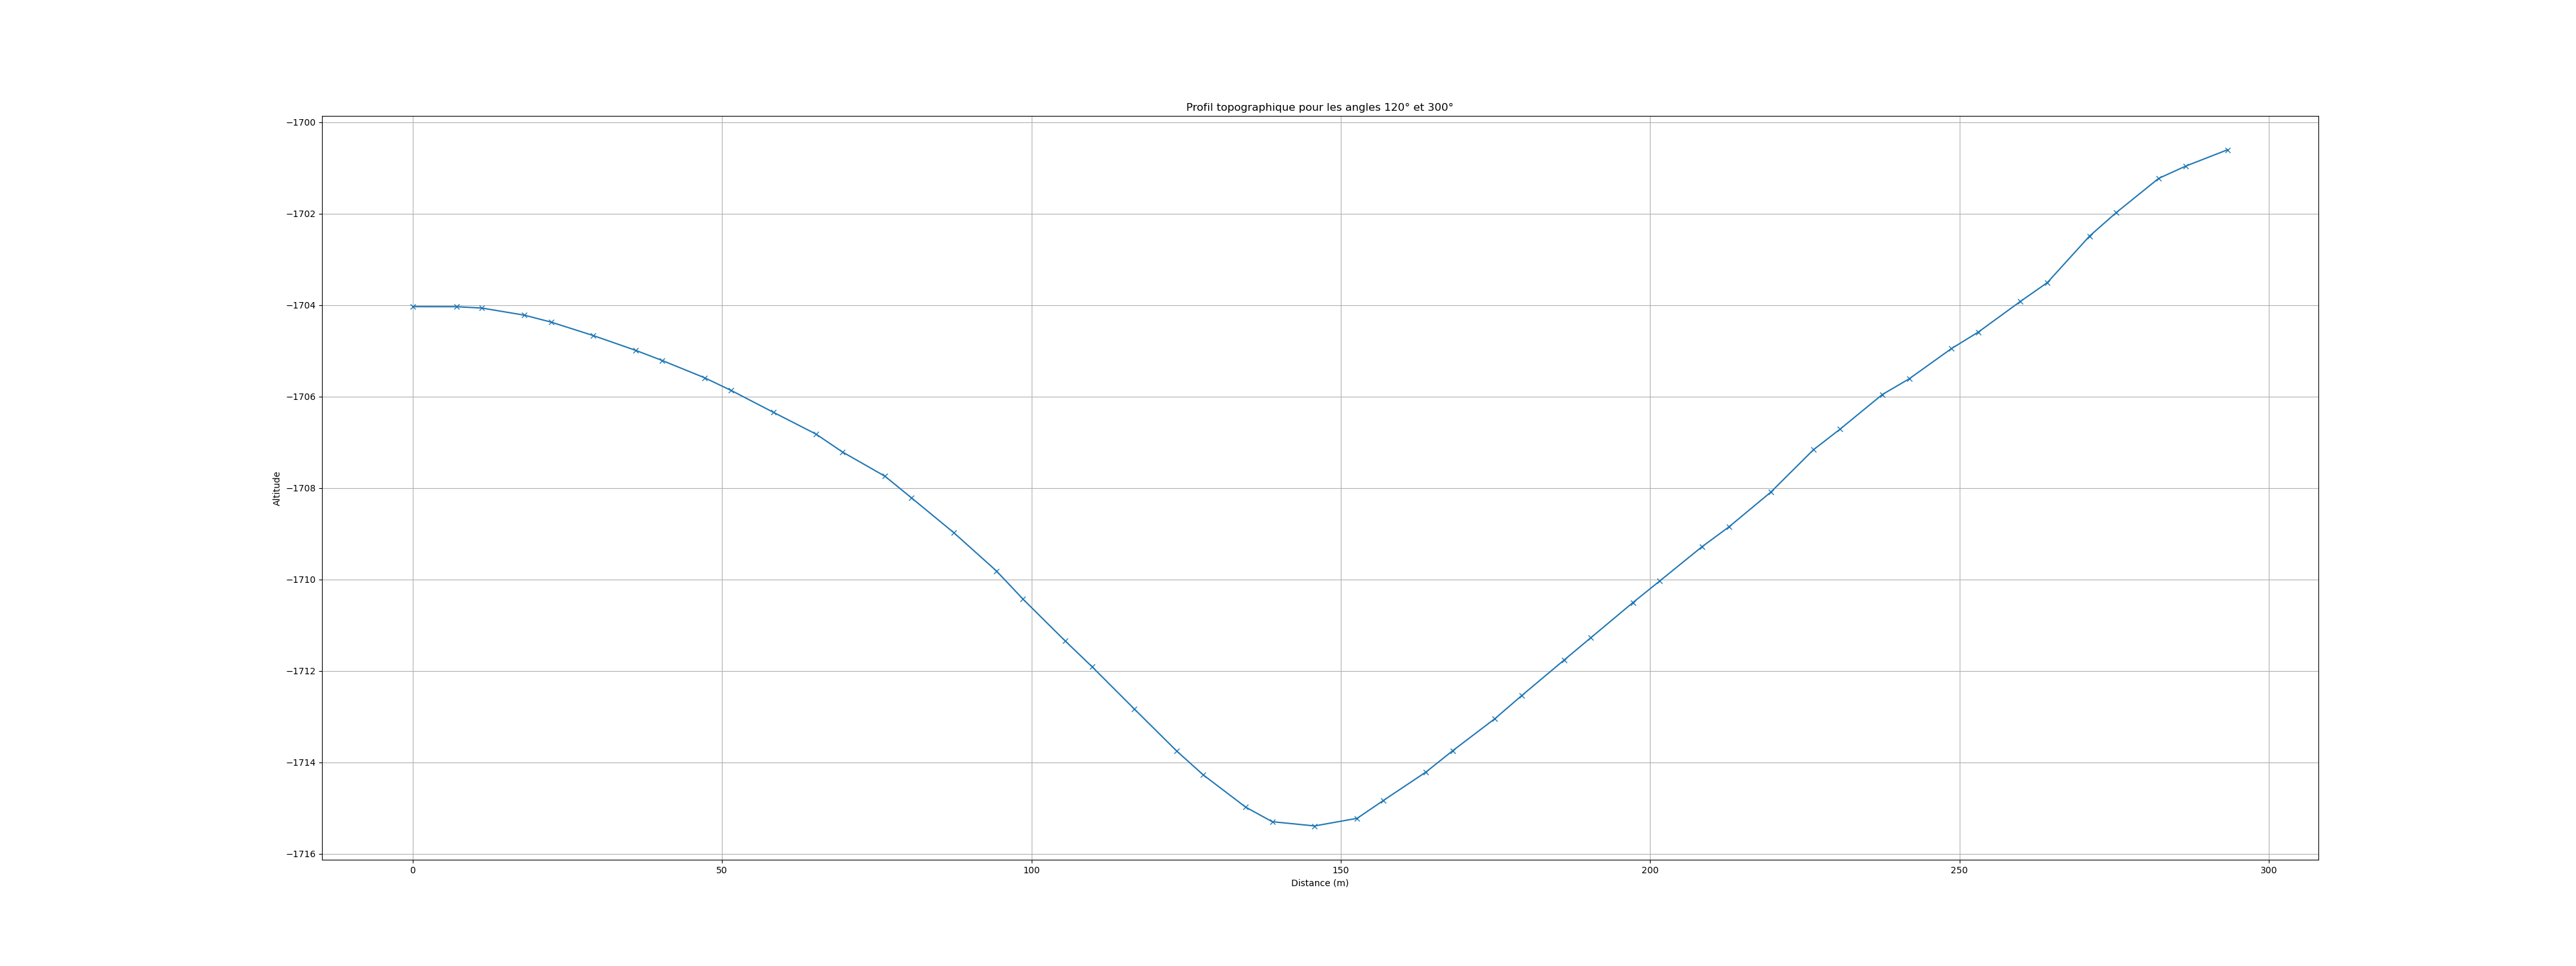 Profil topographique pour les angles 120° et 300°
−1700
−1702
−1704
−1706
−1708
−1710
−1712
−1714
−1716
Altitude
0 50 100 150 200 250 300
Distance (m)